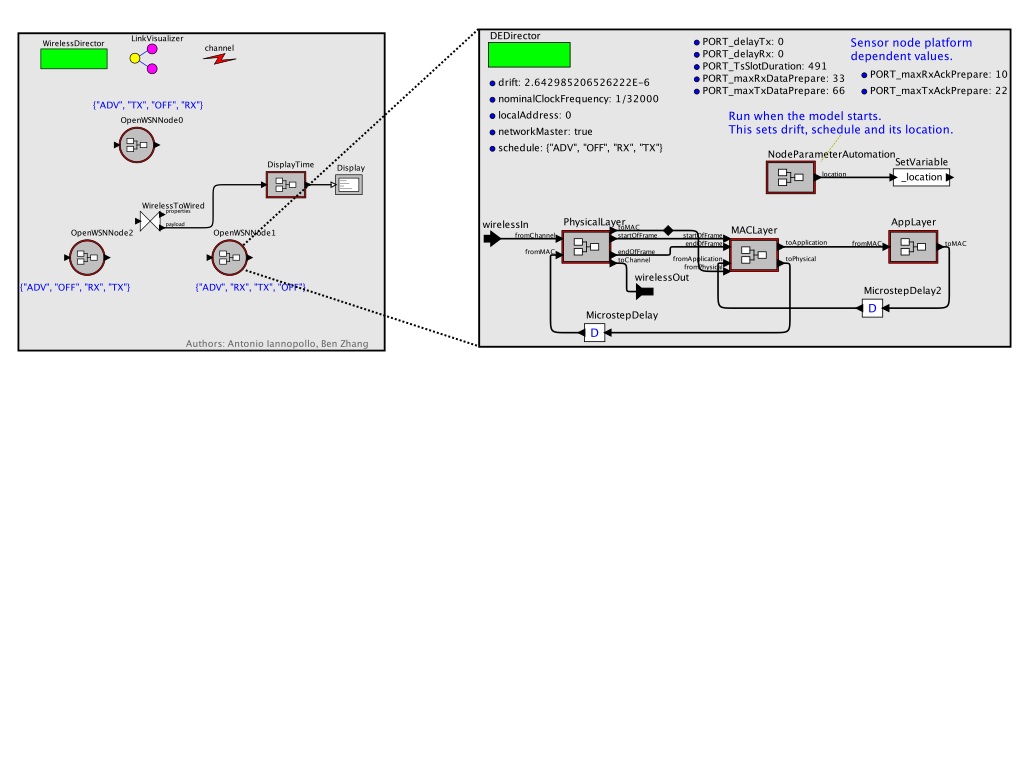 WirelessDirector
LinkVisualizer
channel
{"ADV", "TX", "OFF", "RX"}
OpenWSNNode0
DisplayTime
Display
WirelessToWired
properties
payload
OpenWSNNode2
OpenWSNNode1
{"ADV", "OFF", "RX", "TX"}
{"ADV", "RX", "TX", "OFF"}
Authors: Antonio Iannopollo, Ben Zhang
DEDirector
drift: 2.642985206526222E-6
nominalClockFrequency: 1/32000
localAddress: 0
networkMaster: true
schedule: {"ADV", "OFF", "RX", "TX"}
PORT_delayTx: 0
PORT_delayRx: 0
PORT_TsSlotDuration: 491
PORT_maxRxDataPrepare: 33
PORT_maxTxDataPrepare: 66
Sensor node platform
dependent values.
PORT_maxRxAckPrepare: 10
PORT_maxTxAckPrepare: 22
Run when the model starts.
This sets drift, schedule and its location.
NodeParameterAutomation
location
SetVariable
_location
wirelessIn
fromChannel
fromMAC
PhysicalLayer
toMAC
startOfFrame
endOfFrame
toChannel
wirelessOut
MACLayer
startOfFrame
endOfFrame
fromApplication
fromPhysical
toApplication
toPhysical
AppLayer
fromMAC
toMAC
MicrostepDelay2
D
MicrostepDelay
D